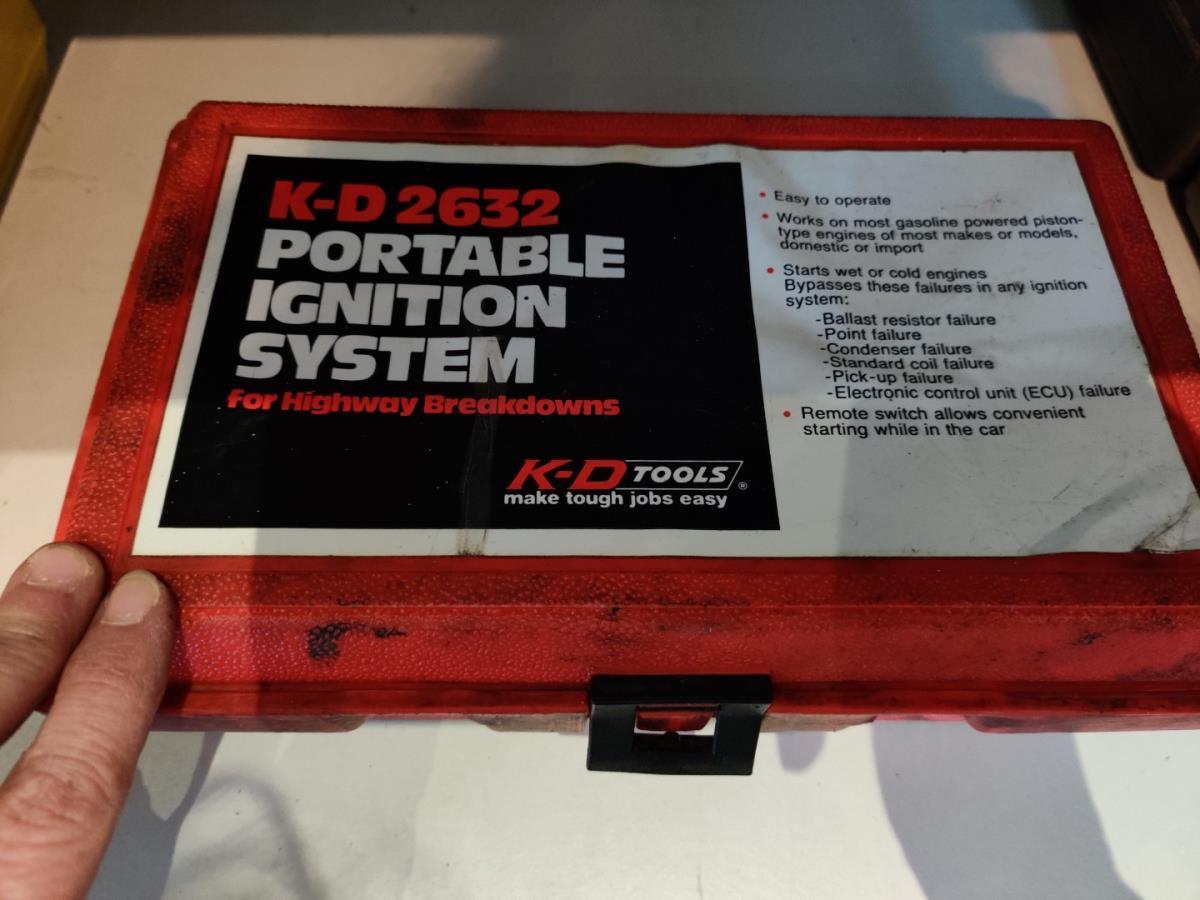 K-D 2632
PORTABLE
IGNITION
SYSTEM
for Highway Breakdowns
K-D TOOLS ®
make tough jobs easy
• Easy to operate
• Works on most gasoline powered piston-
type engines of most makes or models,
domestic or import
• Starts wet or cold engines
Bypasses these failures in any ignition
system:
-Ballast resistor failure
-Point failure
-Condenser failure
-Standard coil failure
-Pick-up failure
-Electronic control unit (ECU) failure
• Remote switch allows convenient
starting while in the car